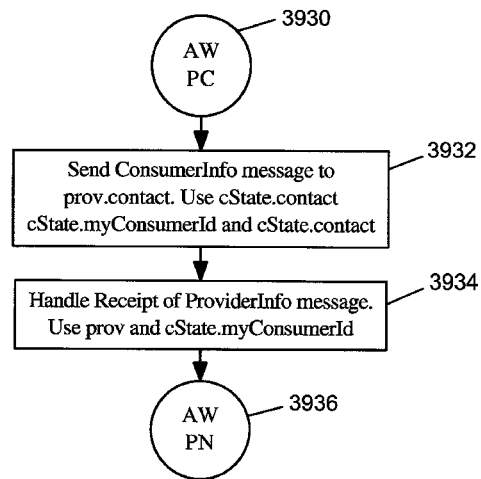 3930
AW
PC
3932
Send ConsumerInfo message to
prov.contact. Use cState.contact
cState.myConsumerId and cState.contact
3934
Handle Receipt of ProviderInfo message.
Use prov and cState.myConsumerId
3936
AW
PN